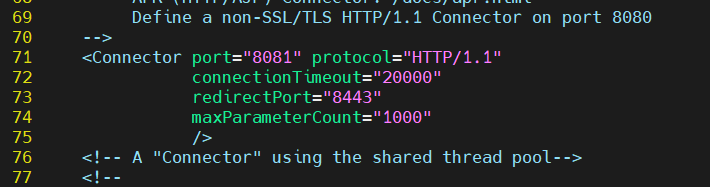 69 Define a non-SSL/TLS HTTP/1.1 Connector on port 8080
70 -->
71 <Connector port="8081" protocol="HTTP/1.1"
72 connectionTimeout="20000"
73 redirectPort="8443"
74 maxParameterCount="1000"
75 />
76 <!-- A "Connector" using the shared thread pool-->
77 <!--